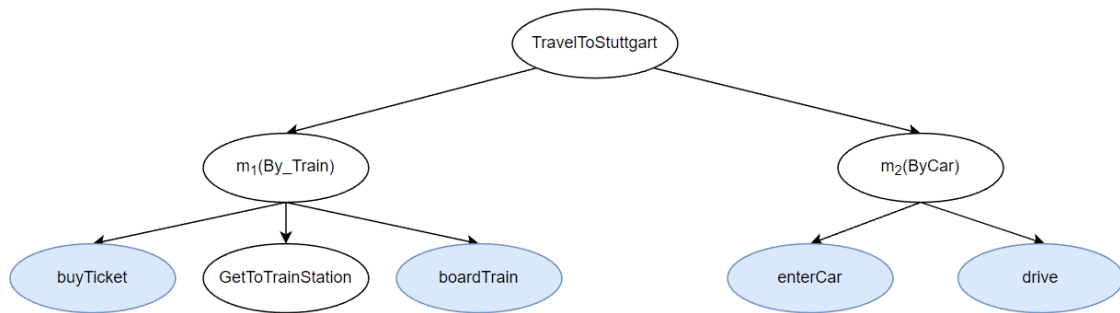 TravelToStuttgart
m₁(By_Train)
m₂(ByCar)
buyTicket
GetToTrainStation
boardTrain
enterCar
drive